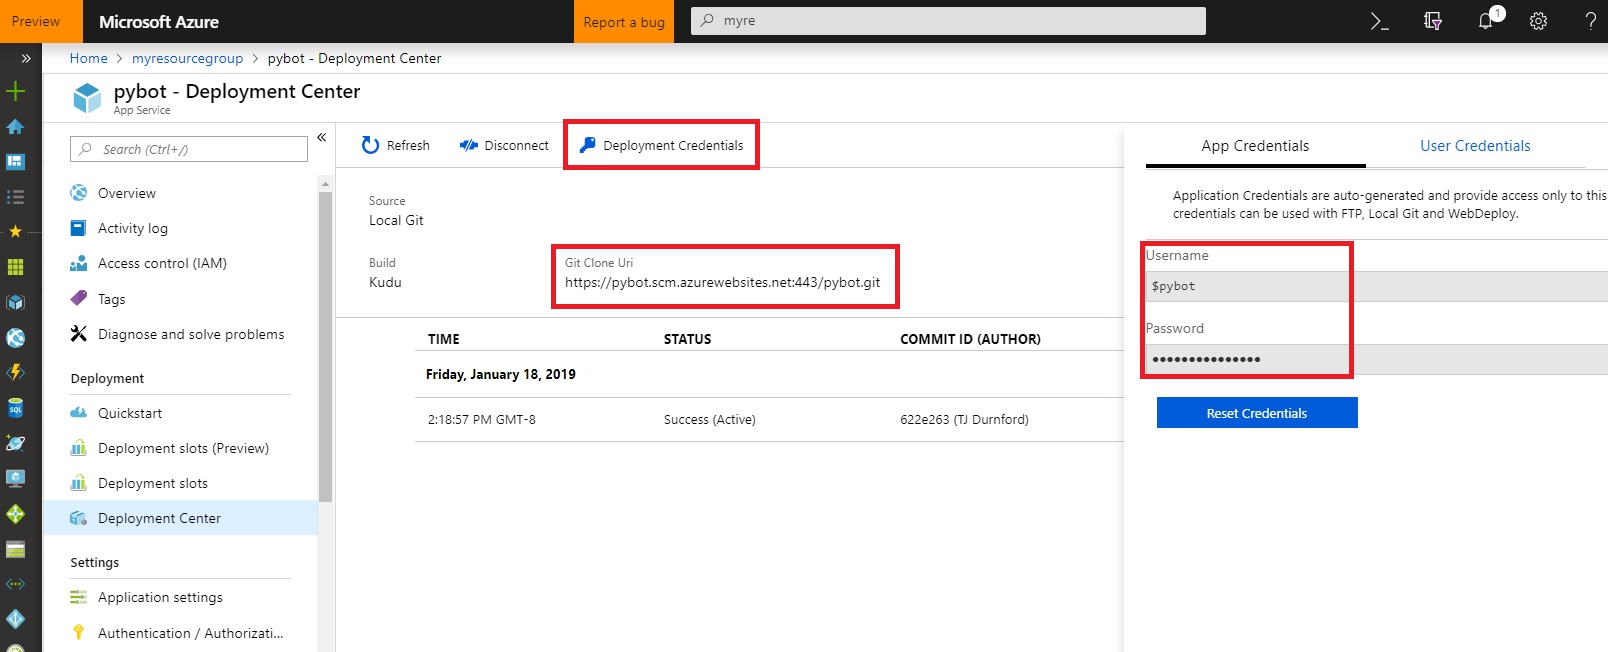 Preview
Microsoft Azure
Report a bug
myre
1
?
»
Home > myresourcegroup > pybot - Deployment Center
pybot - Deployment Center
App Service
Search (Ctrl+/)
«
Overview
Activity log
Access control (IAM)
Tags
Diagnose and solve problems
Deployment
Quickstart
Deployment slots (Preview)
Deployment slots
Deployment Center
Settings
Application settings
Authentication / Authorizati...
SQL
Refresh
Disconnect
Deployment Credentials
Source
Local Git
Build
Kudu
Git Clone Uri
https://pybot.scm.azurewebsites.net:443/pybot.git
TIME STATUS COMMIT ID (AUTHOR)
Friday, January 18, 2019
2:18:57 PM GMT-8 Success (Active) 622e263 (TJ Durnford)
App Credentials User Credentials
Application Credentials are auto-generated and provide access only to this
credentials can be used with FTP, Local Git and WebDeploy.
Username
$pybot
Password
•••••••••••••••
Reset Credentials